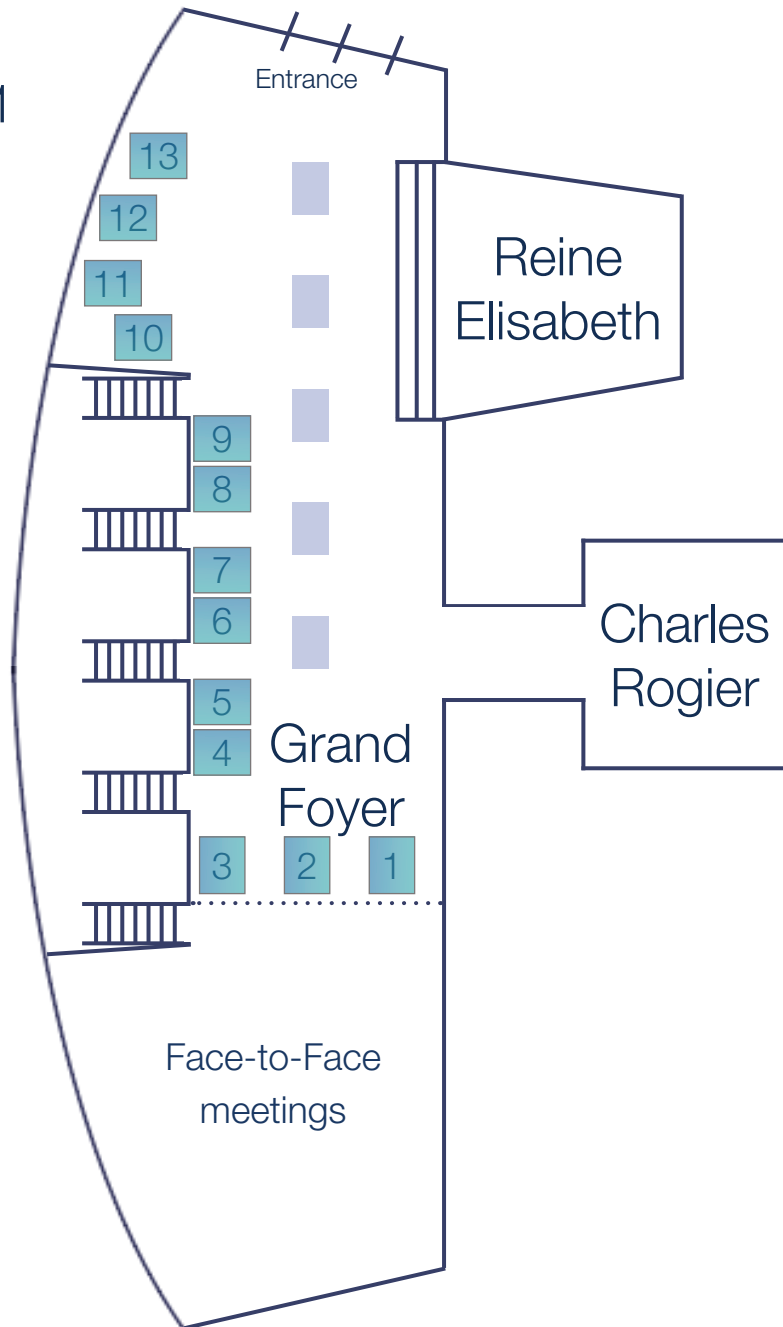 Entrance
13
12
11
10
Reine
Elisabeth
9
8
7
6
Charles
Rogier
5
4
Grand
Foyer
3 2 1
Face-to-Face
meetings